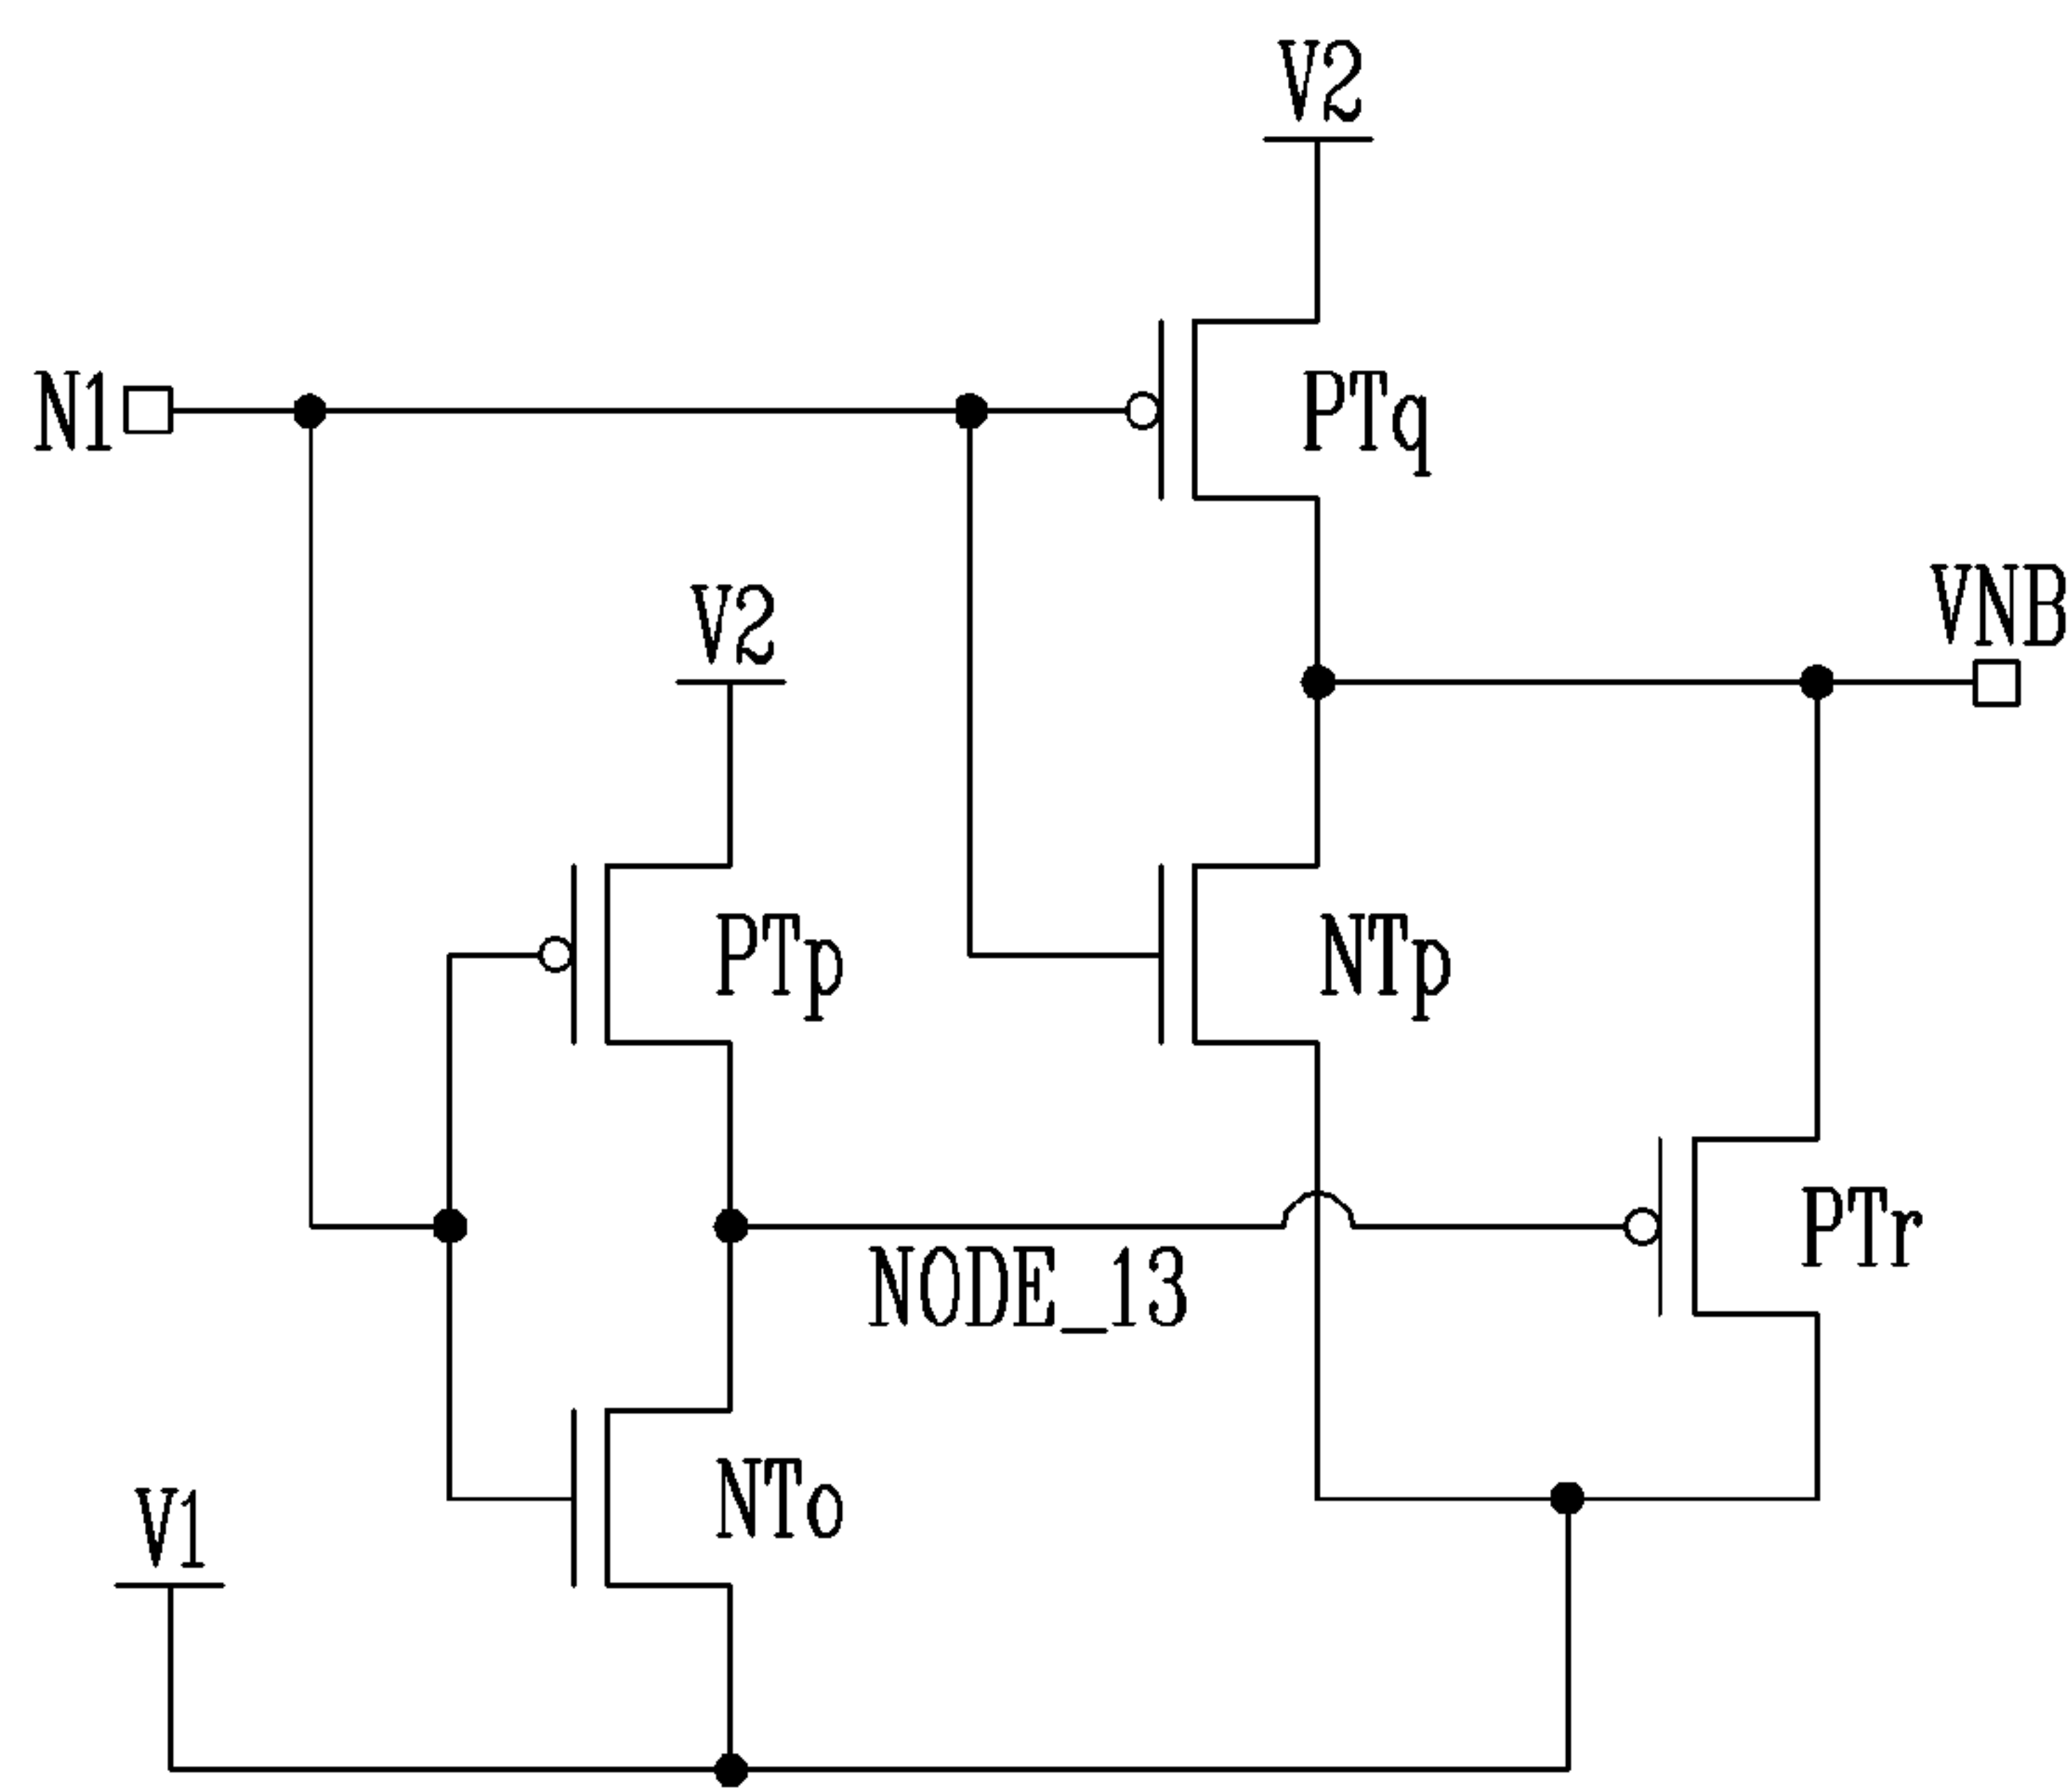 V2
N1
PTq
V2
VNB
PTp
NTp
PTr
NODE_13
NTo
V1